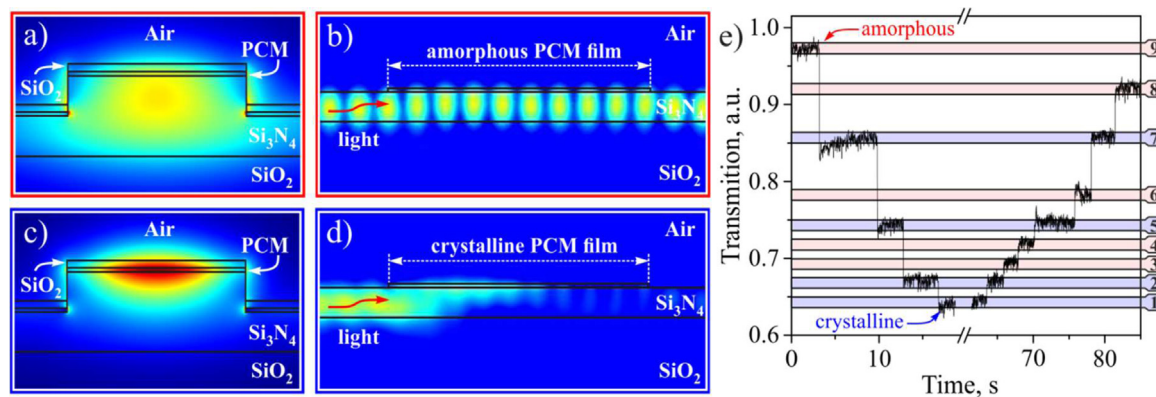 a)
Air
PCM
SiO2
Si3N4
SiO2
b)
Air
amorphous PCM film
Si3N4
light
SiO2
c)
Air
PCM
SiO2
Si3N4
SiO2
d)
Air
crystalline PCM film
Si3N4
light
SiO2
e)
Transmition, a.u.
1.0
0.9
0.8
0.7
0.6
amorphous
crystalline
9
8
7
6
5
4
3
2
1
0 10 70 80
Time, s